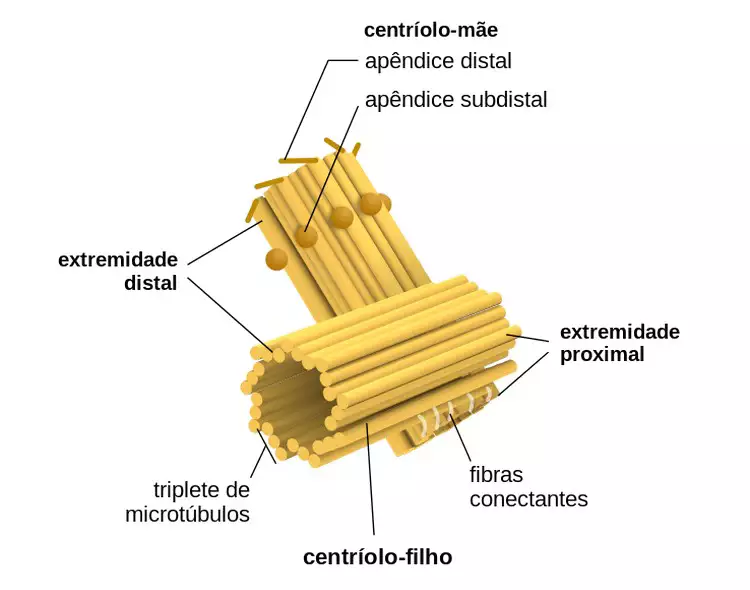 centríolo-mãe
apêndice distal
apêndice subdistal
extremidade
distal
extremidade
proximal
fibras
conectantes
triplete de
microtúbulos
centríolo-filho